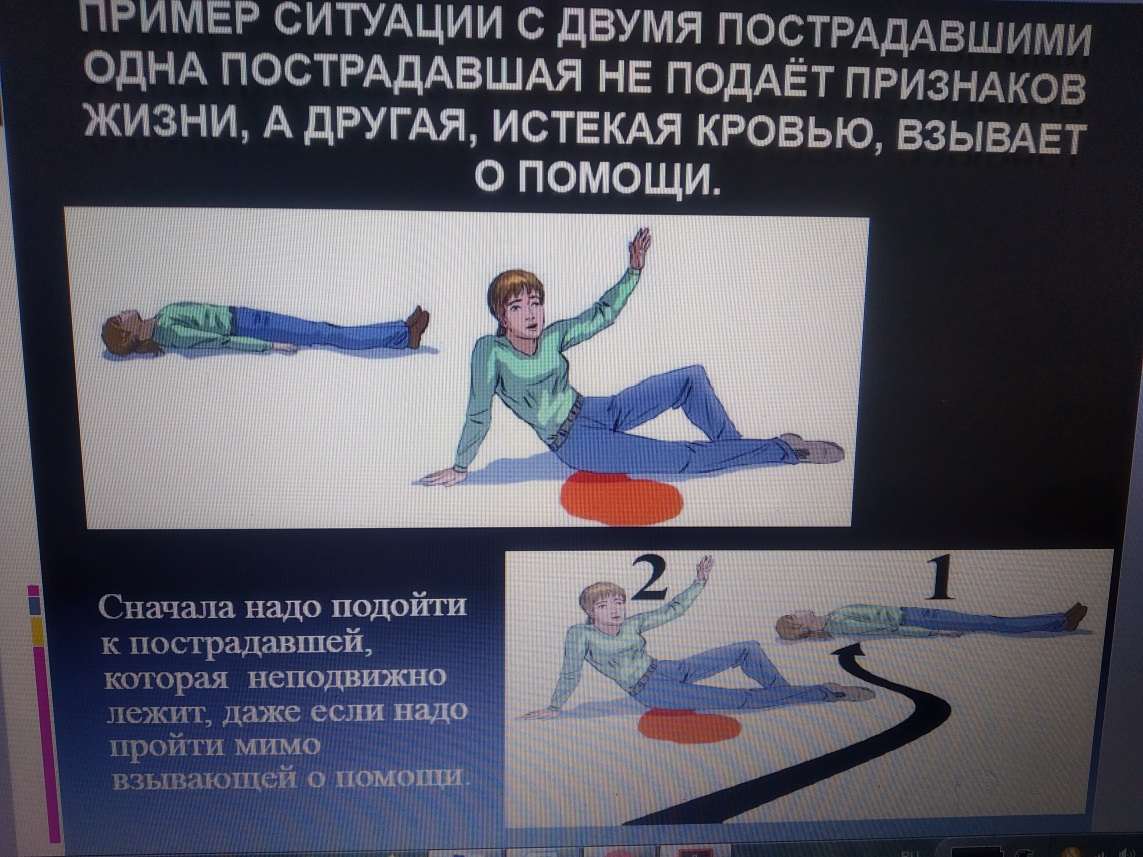 ПРИМЕР СИТУАЦИИ С ДВУМЯ ПОСТРАДАВШИМИ
ОДНА ПОСТРАДАВШАЯ НЕ ПОДАЁТ ПРИЗНАКОВ
ЖИЗНИ, А ДРУГАЯ, ИСТЕКАЯ КРОВЬЮ, ВЗЫВАЕТ
О ПОМОЩИ.
2
1
Сначала надо подойти
к пострадавшей,
которая неподвижно
лежит, даже если надо
пройти мимо
взывающей о помощи.
RU